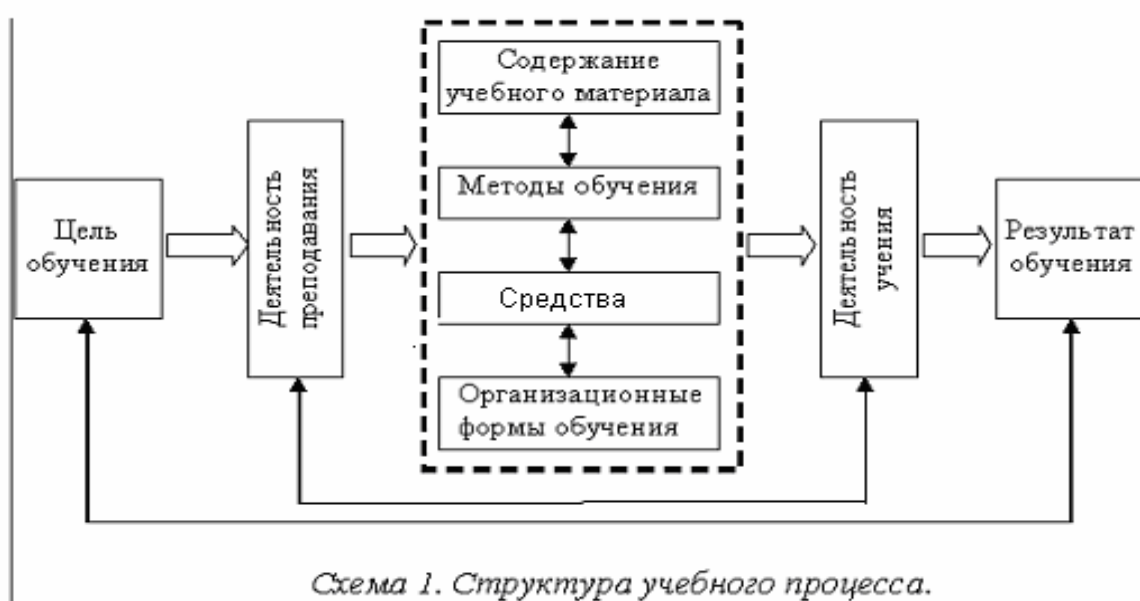 Цель
обучения
Деятельность
преподавания
Содержание
учебного материала
Методы обучения
Средства
Организационные
формы обучения
Деятельность
учения
Результат
обучения
Схема 1. Структура учебного процесса.